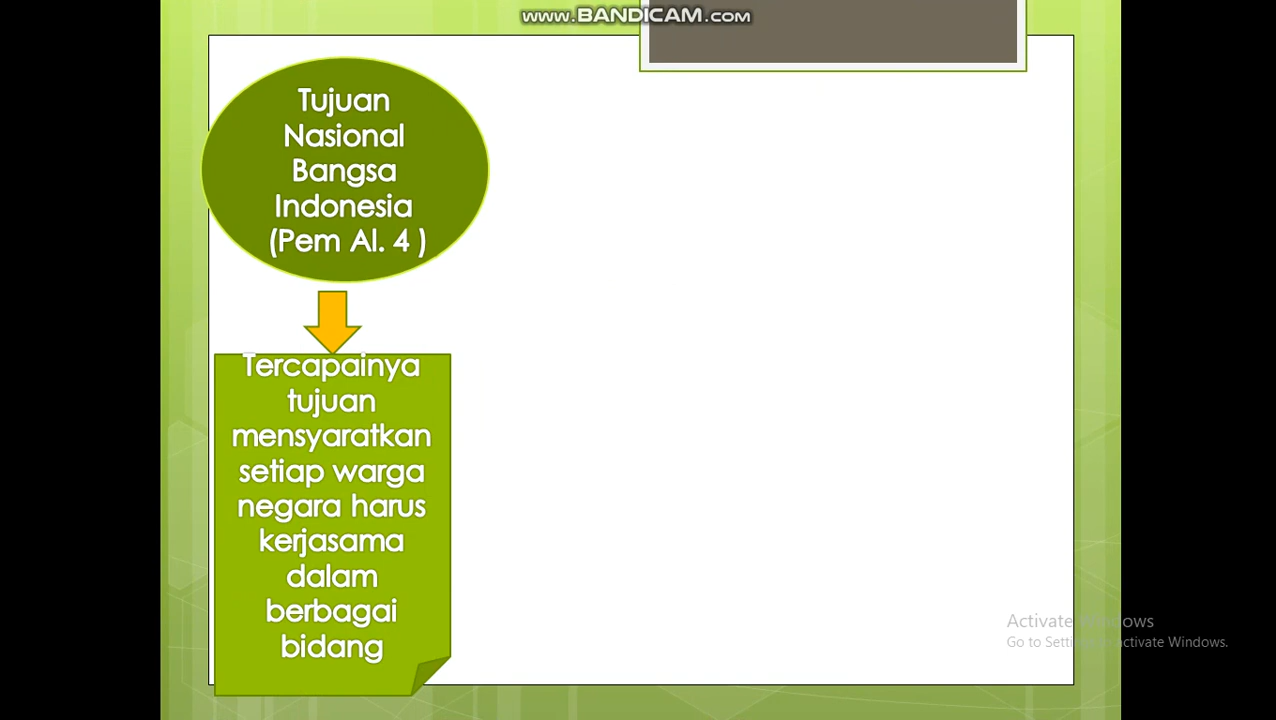 www.BANDICAM.com
Tujuan
Nasional
Bangsa
Indonesia
(Pem Al. 4 )
Tercapainya
tujuan
mensyaratkan
setiap warga
negara harus
kerjasama
dalam
berbagai
bidang
Activate Windows
Go to Settings to activate Windows.